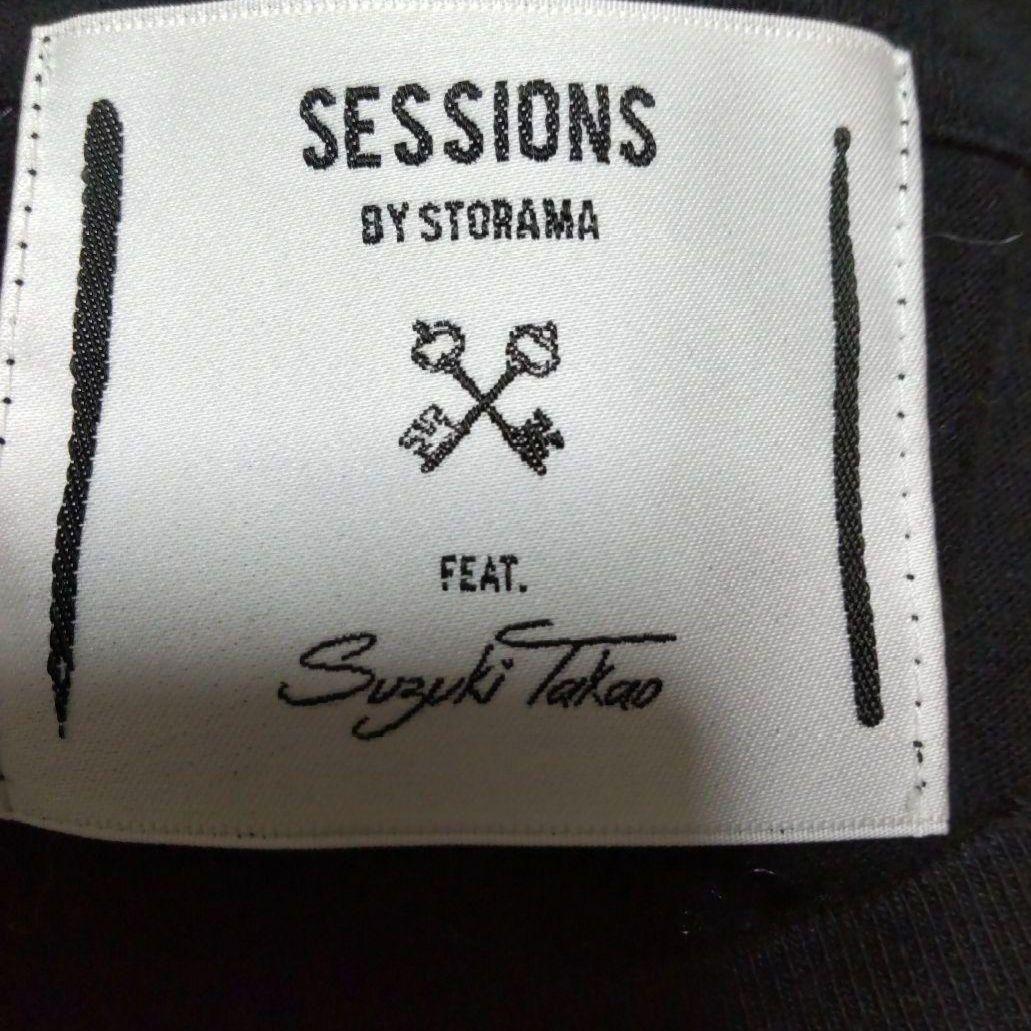 SESSIONS
BY STORAMA
FEAT.
Suzuki Takao